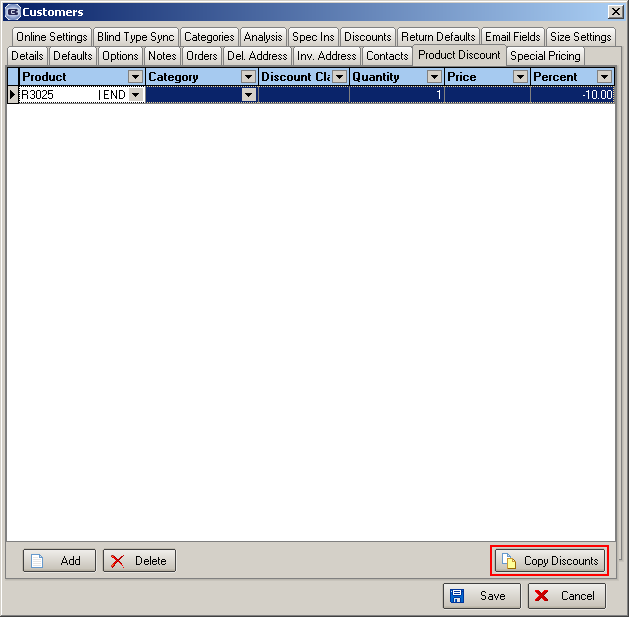 Customers
Online Settings Blind Type Sync Categories Analysis Spec Ins Discounts Return Defaults Email Fields Size Settings
Details Defaults Options Notes Orders Del. Address Inv. Address Contacts Product Discount Special Pricing
Product Category Discount Cla Quantity Price Percent
R3025 | END 1 -10.00
Add Delete Copy Discounts
Save Cancel